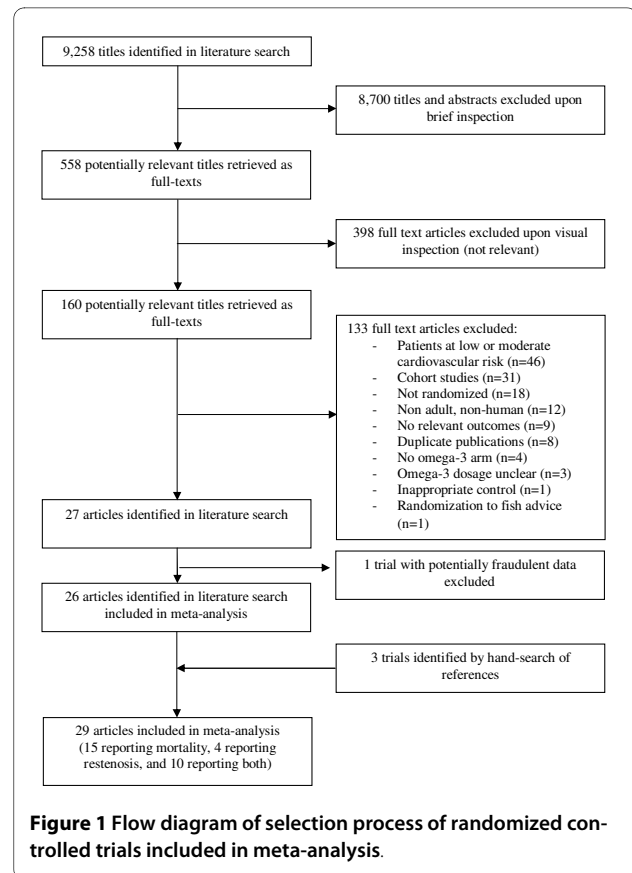 9,258 titles identified in literature search
8,700 titles and abstracts excluded upon
brief inspection
558 potentially relevant titles retrieved as
full-texts
398 full text articles excluded upon visual
inspection (not relevant)
160 potentially relevant titles retrieved as
full-texts
133 full text articles excluded:
- Patients at low or moderate
cardiovascular risk (n=46)
- Cohort studies (n=31)
- Not randomized (n=18)
- Non adult, non-human (n=12)
- No relevant outcomes (n=9)
- Duplicate publications (n=8)
- No omega-3 arm (n=4)
- Omega-3 dosage unclear (n=3)
- Inappropriate control (n=1)
- Randomization to fish advice
(n=1)
27 articles identified in literature search
1 trial with potentially fraudulent data
excluded
26 articles identified in literature search
included in meta-analysis
3 trials identified by hand-search of
references
29 articles included in meta-analysis
(15 reporting mortality, 4 reporting
restenosis, and 10 reporting both)
Figure 1 Flow diagram of selection process of randomized con-
trolled trials included in meta-analysis.